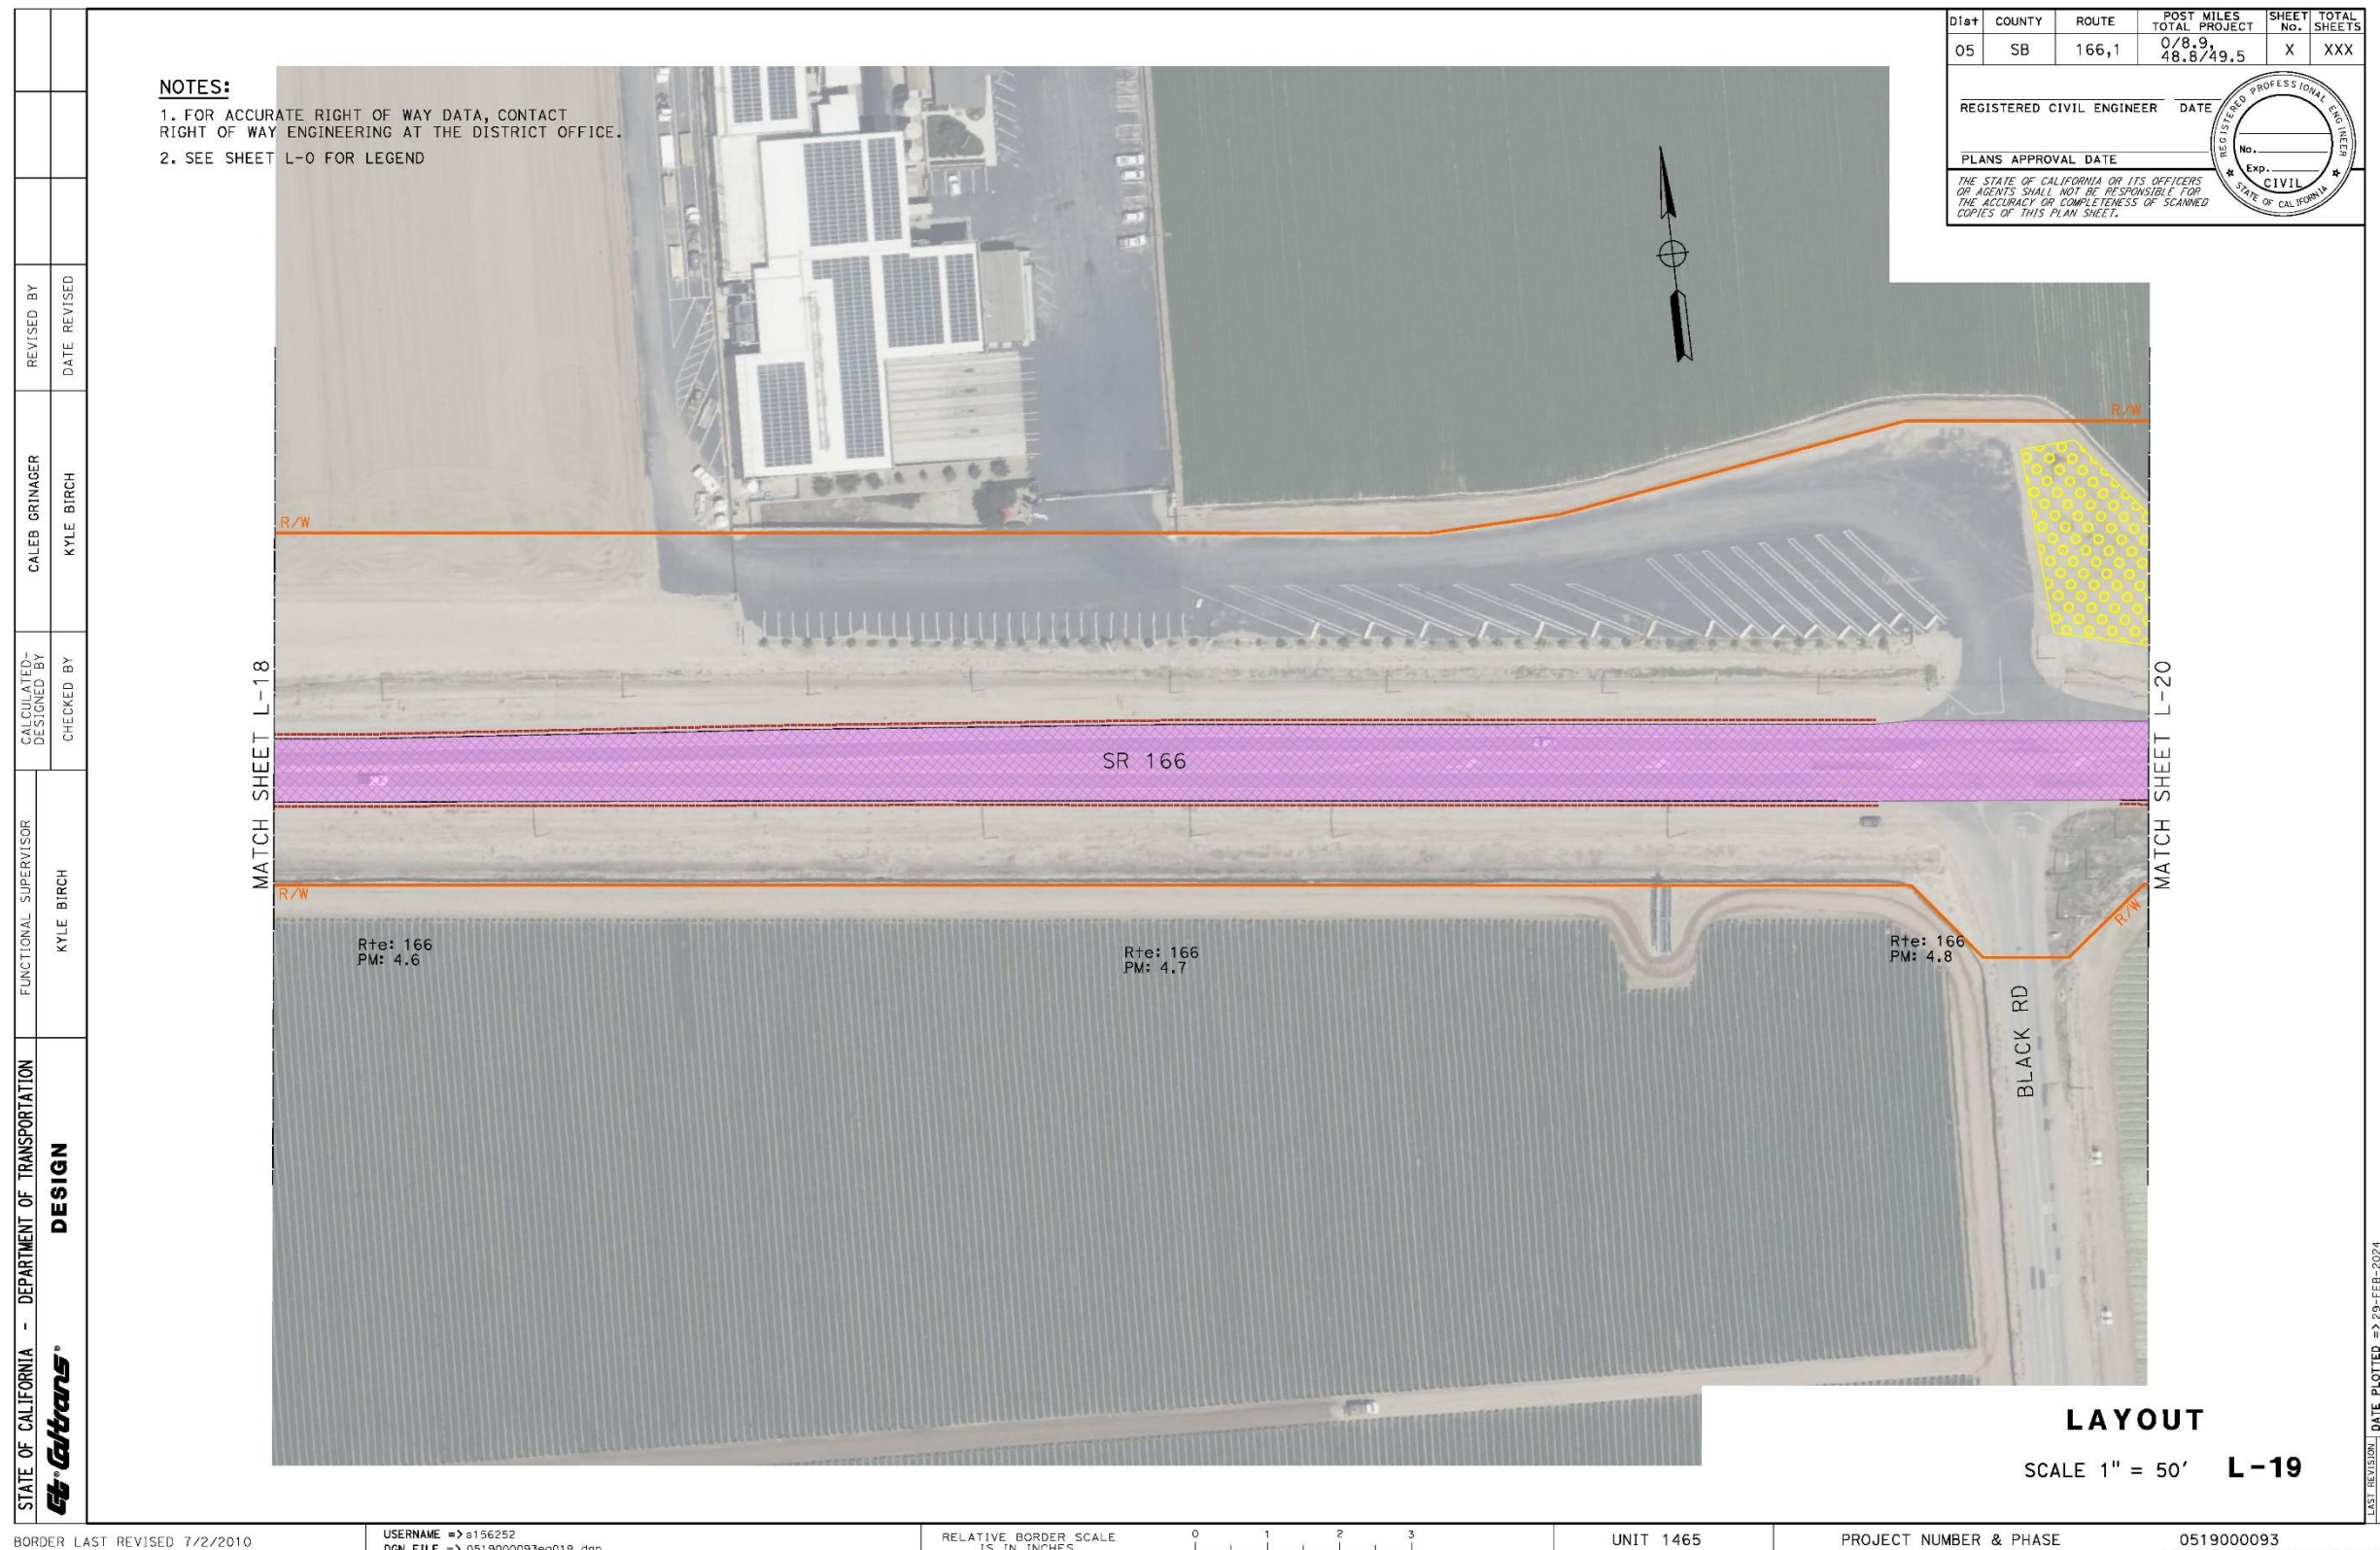 Dist COUNTY ROUTE POST MILES TOTAL PROJECT SHEET No. TOTAL SHEETS
05 SB 166,1 0/8.9, 48.8/49.5 X XXX
REGISTERED CIVIL ENGINEER DATE
PLANS APPROVAL DATE
THE STATE OF CALIFORNIA OR ITS OFFICERS
OR AGENTS SHALL NOT BE RESPONSIBLE FOR
THE ACCURACY OR COMPLETENESS OF SCANNED
COPIES OF THIS PLAN SHEET.
REGISTERED PROFESSIONAL ENGINEER
No.
Exp.
CIVIL
STATE OF CALIFORNIA
NOTES:
1. FOR ACCURATE RIGHT OF WAY DATA, CONTACT
RIGHT OF WAY ENGINEERING AT THE DISTRICT OFFICE.
2. SEE SHEET L-0 FOR LEGEND
REVISED BY
DATE REVISED
CALEB GRINAGER
KYLE BIRCH
CALCULATED-
DESIGNED BY
CHECKED BY
FUNCTIONAL SUPERVISOR
KYLE BIRCH
STATE OF CALIFORNIA - DEPARTMENT OF TRANSPORTATION
DESIGN
Caltrans
R/W
R/W
MATCH SHEET L-18
SR 166
MATCH SHEET L-20
R/W
R/W
Rte: 166
PM: 4.6
Rte: 166
PM: 4.7
Rte: 166
PM: 4.8
BLACK RD
LAYOUT
SCALE 1" = 50' L-19
LAST REVISION
DATE PLOTTED => 29-FEB-2024
BORDER LAST REVISED 7/2/2010
USERNAME => s156252
DGN FILE => 0519000093ea019.dgn
RELATIVE BORDER SCALE
IS IN INCHES
0 1 2 3
UNIT 1465
PROJECT NUMBER & PHASE
0519000093